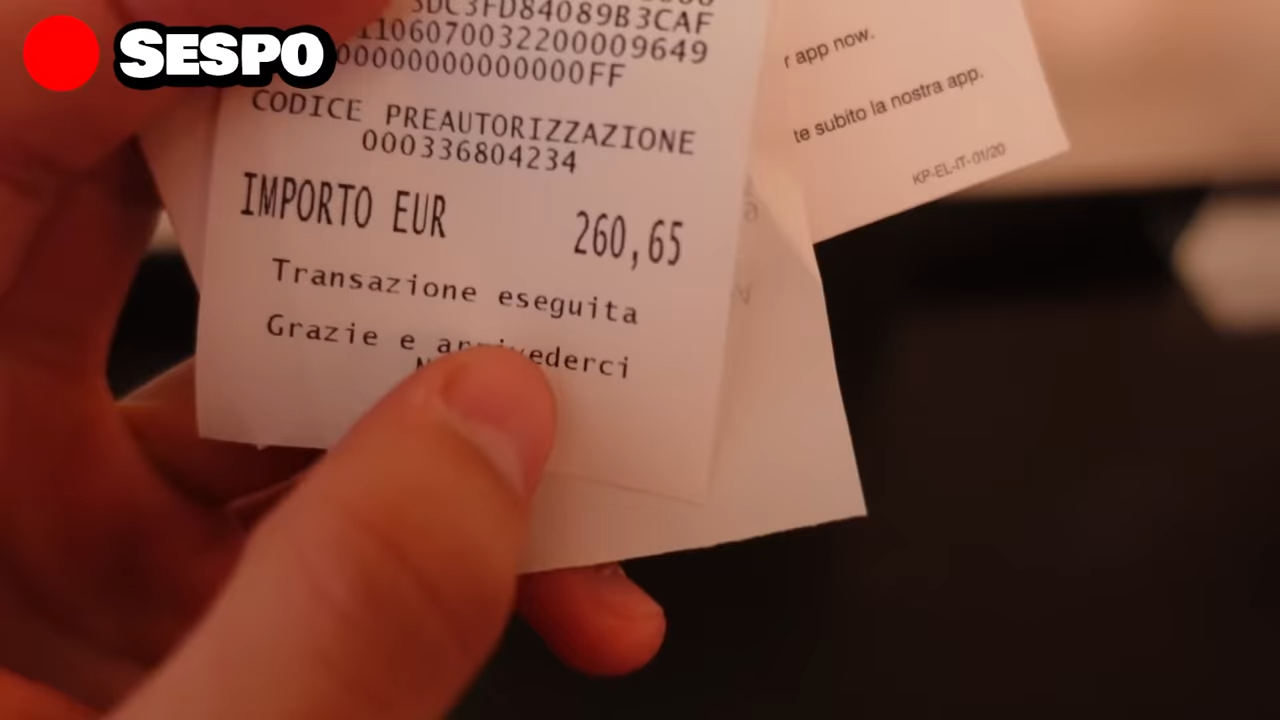 SESPO
3DC3FD84089B3CAF
1106070032200009649
00000000000000FF
CODICE PREAUTORIZZAZIONE
000336804234
IMPORTO EUR 260,65
Transazione eseguita
Grazie e arrivederci
r app now.
te subito la nostra app.
KP-EL-IT-01/20